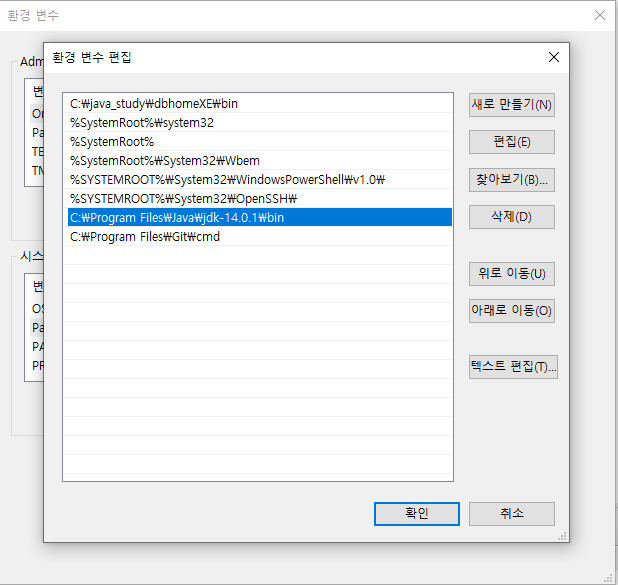 환경 변수
환경 변수 편집
Adm
변
Or
Pa
TE
TM
시스
변
OS
Pa
PA
PR
C:₩java_study₩dbhomeXE₩bin
%SystemRoot%₩system32
%SystemRoot%
%SystemRoot%₩System32₩Wbem
%SYSTEMROOT%₩System32₩WindowsPowerShell₩v1.0₩
%SYSTEMROOT%₩System32₩OpenSSH₩
C:₩Program Files₩Java₩jdk-14.0.1₩bin
C:₩Program Files₩Git₩cmd
새로 만들기(N)
편집(E)
찾아보기(B)...
삭제(D)
위로 이동(U)
아래로 이동(O)
텍스트 편집(T)...
확인
취소